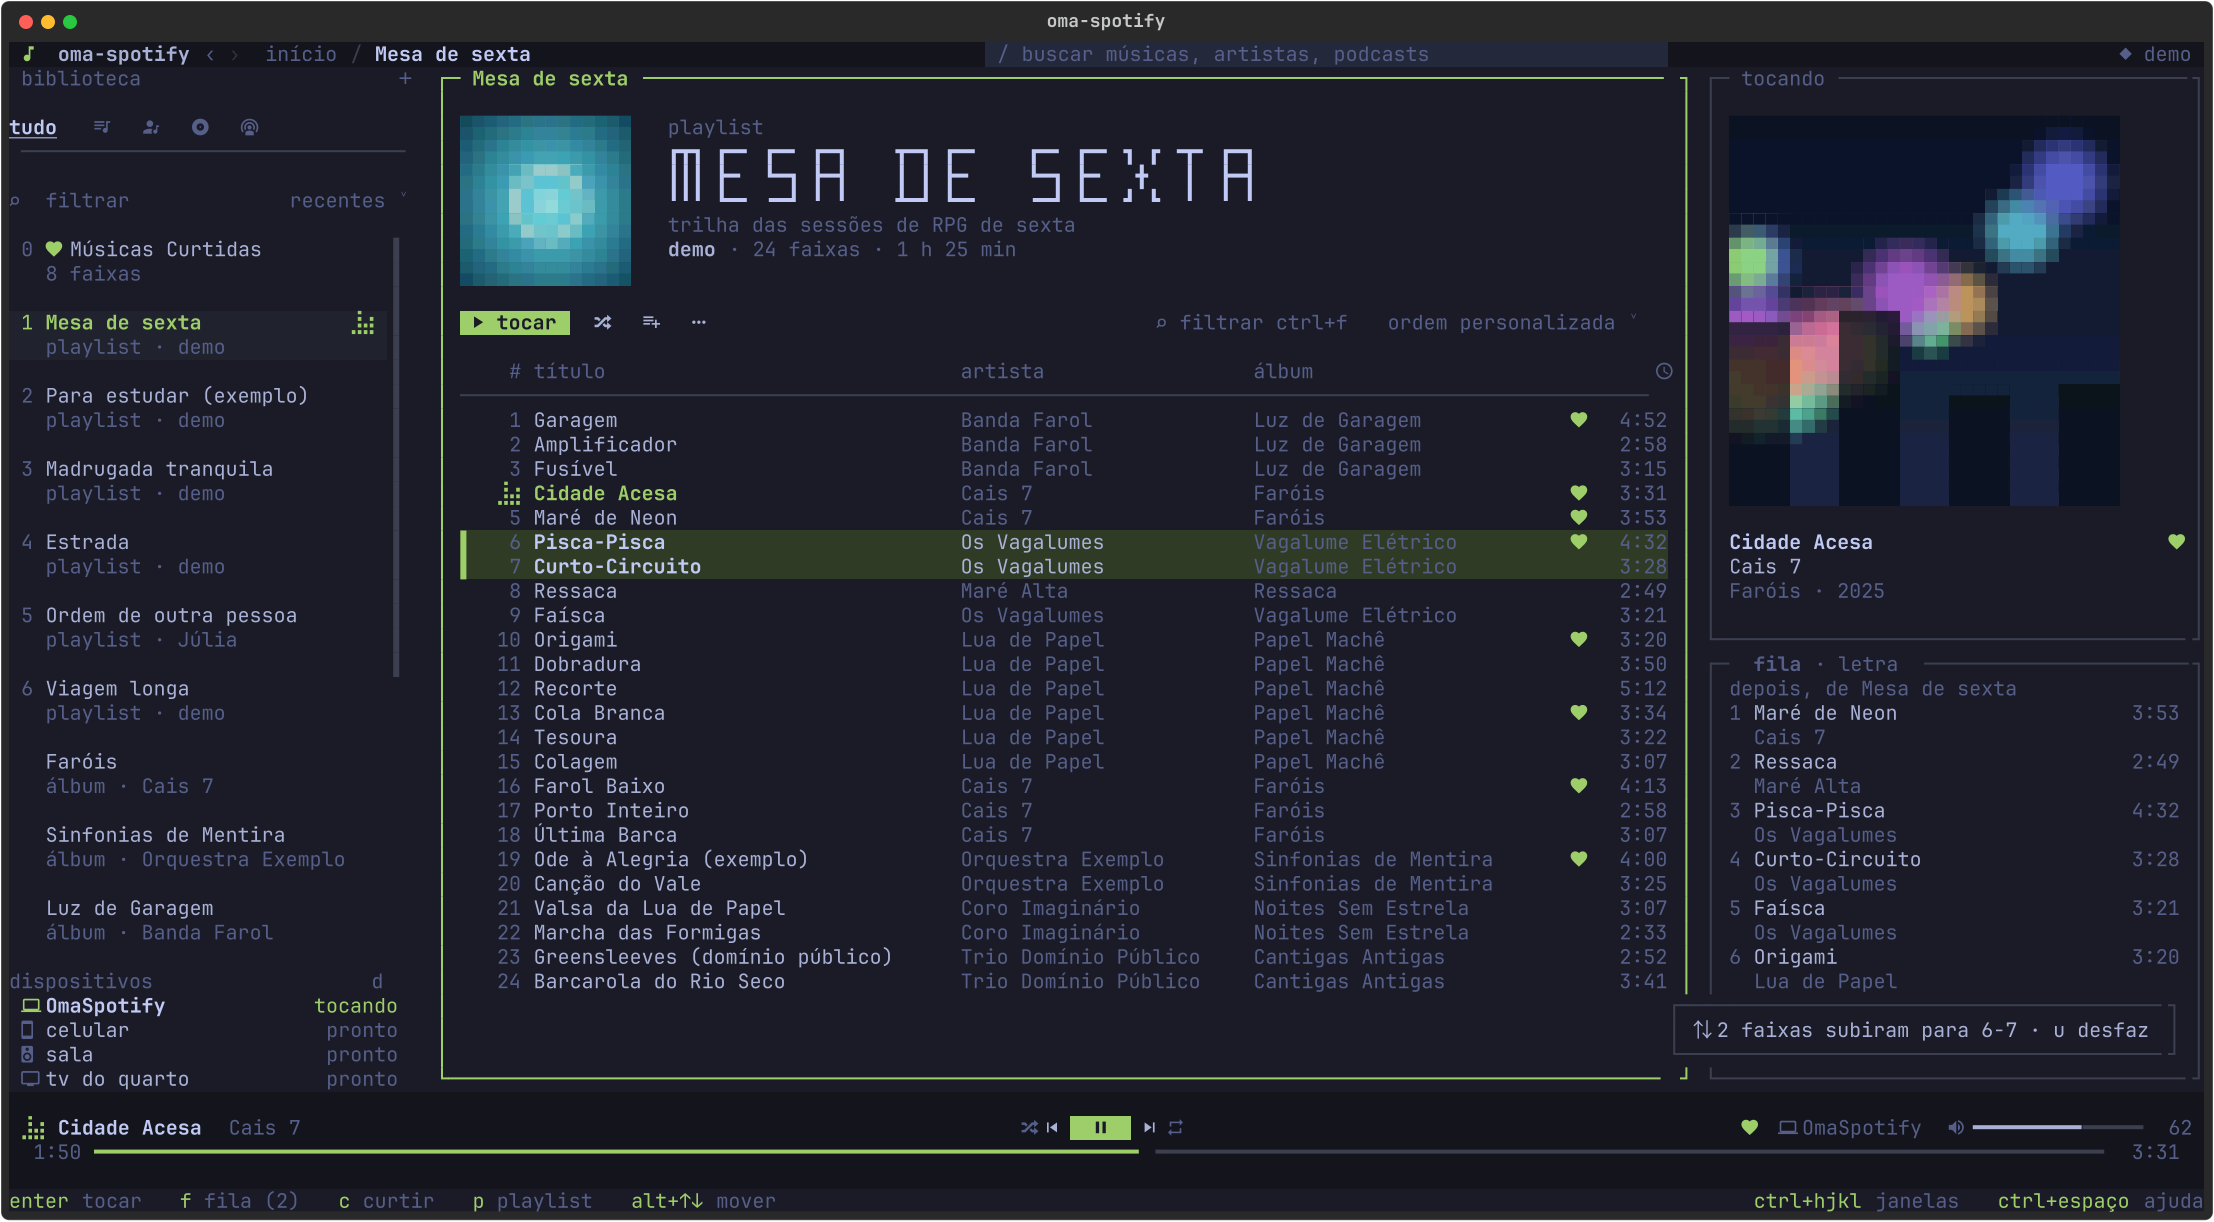 oma-spotify
oma-spotify ‹ › início / Mesa de sexta
/ buscar músicas, artistas, podcasts
demo
biblioteca +
tudo
filtrar recentes
0 Músicas Curtidas
8 faixas
1 Mesa de sexta
playlist · demo
2 Para estudar (exemplo)
playlist · demo
3 Madrugada tranquila
playlist · demo
4 Estrada
playlist · demo
5 Ordem de outra pessoa
playlist · Júlia
6 Viagem longa
playlist · demo
Faróis
álbum · Cais 7
Sinfonias de Mentira
álbum · Orquestra Exemplo
Luz de Garagem
álbum · Banda Farol
dispositivos d
OmaSpotify tocando
celular pronto
sala pronto
tv do quarto pronto
Mesa de sexta
playlist
MESA DE SEXTA
trilha das sessões de RPG de sexta
demo · 24 faixas · 1 h 25 min
tocar
filtrar ctrl+f ordem personalizada
# título artista álbum
1 Garagem Banda Farol Luz de Garagem 4:52
2 Amplificador Banda Farol Luz de Garagem 2:58
3 Fusível Banda Farol Luz de Garagem 3:15
Cidade Acesa Cais 7 Faróis 3:31
5 Maré de Neon Cais 7 Faróis 3:53
6 Pisca-Pisca Os Vagalumes Vagalume Elétrico 4:32
7 Curto-Circuito Os Vagalumes Vagalume Elétrico 3:28
8 Ressaca Maré Alta Ressaca 2:49
9 Faísca Os Vagalumes Vagalume Elétrico 3:21
10 Origami Lua de Papel Papel Machê 3:20
11 Dobradura Lua de Papel Papel Machê 3:50
12 Recorte Lua de Papel Papel Machê 5:12
13 Cola Branca Lua de Papel Papel Machê 3:34
14 Tesoura Lua de Papel Papel Machê 3:22
15 Colagem Lua de Papel Papel Machê 3:07
16 Farol Baixo Cais 7 Faróis 4:13
17 Porto Inteiro Cais 7 Faróis 2:58
18 Última Barca Cais 7 Faróis 3:07
19 Ode à Alegria (exemplo) Orquestra Exemplo Sinfonias de Mentira 4:00
20 Canção do Vale Orquestra Exemplo Sinfonias de Mentira 3:25
21 Valsa da Lua de Papel Coro Imaginário Noites Sem Estrela 3:07
22 Marcha das Formigas Coro Imaginário Noites Sem Estrela 2:33
23 Greensleeves (domínio público) Trio Domínio Público Cantigas Antigas 2:52
24 Barcarola do Rio Seco Trio Domínio Público Cantigas Antigas 3:41
tocando
Cidade Acesa
Cais 7
Faróis · 2025
fila · letra
depois, de Mesa de sexta
1 Maré de Neon 3:53
Cais 7
2 Ressaca 2:49
Maré Alta
3 Pisca-Pisca 4:32
Os Vagalumes
4 Curto-Circuito 3:28
Os Vagalumes
5 Faísca 3:21
Os Vagalumes
6 Origami 3:20
Lua de Papel
↑↓ 2 faixas subiram para 6-7 · u desfaz
Cidade Acesa Cais 7
OmaSpotify 62
1:50 3:31
enter tocar f fila (2) c curtir p playlist alt+↑↓ mover
ctrl+hjkl janelas ctrl+espaço ajuda